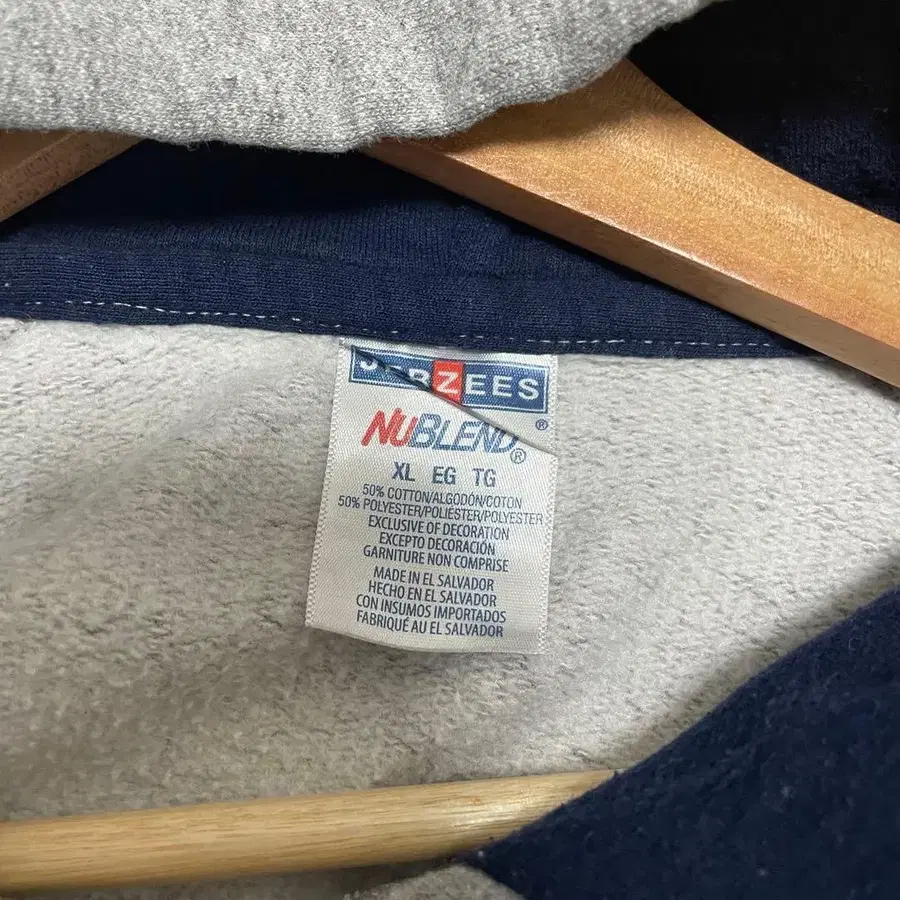 JERZEES
®
NUBLEND®
XL EG TG
50% COTTON/ALGODÓN/COTON
50% POLYESTER/POLIÉSTER/POLYESTER
EXCLUSIVE OF DECORATION
EXCEPTO DECORACIÓN
GARNITURE NON COMPRISE
MADE IN EL SALVADOR
HECHO EN EL SALVADOR
CON INSUMOS IMPORTADOS
FABRIQUÉ AU EL SALVADOR